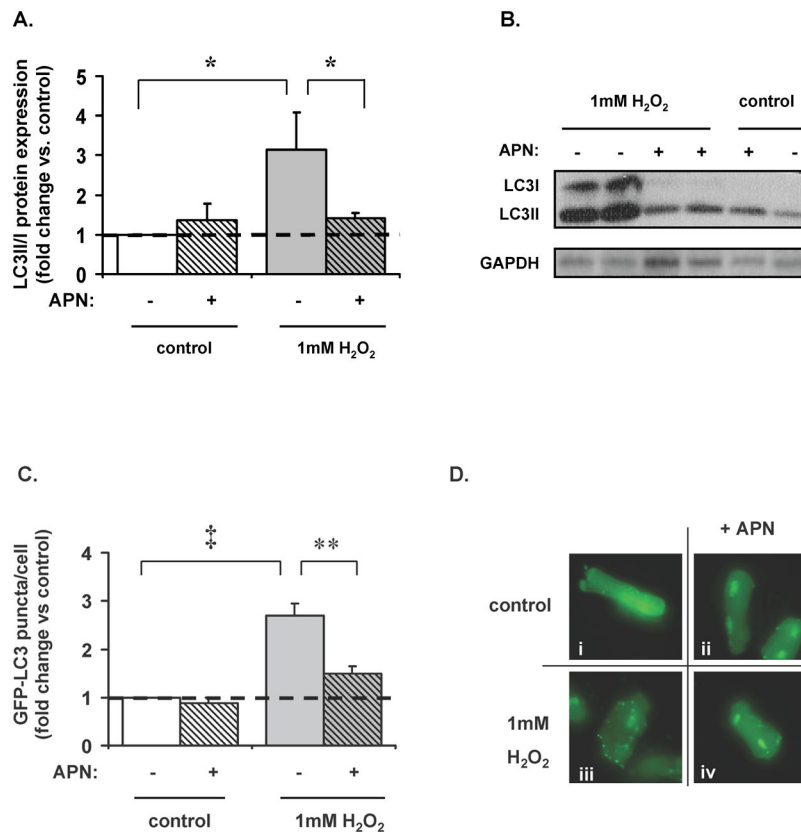 A.
LC3II/I protein expression
(fold change vs. control)
5
4
3
2
1
0
*
*
APN: - + - +
control 1mM H₂O₂
B.
1mM H₂O₂ control
APN: - - + + + -
LC3I
LC3II
GAPDH
C.
GFP-LC3 puncta/cell
(fold change vs control)
4
3
2
1
0
‡
**
APN: - + - +
control 1mM H₂O₂
D.
+ APN
control
i
ii
1mM
H₂O₂
iii
iv